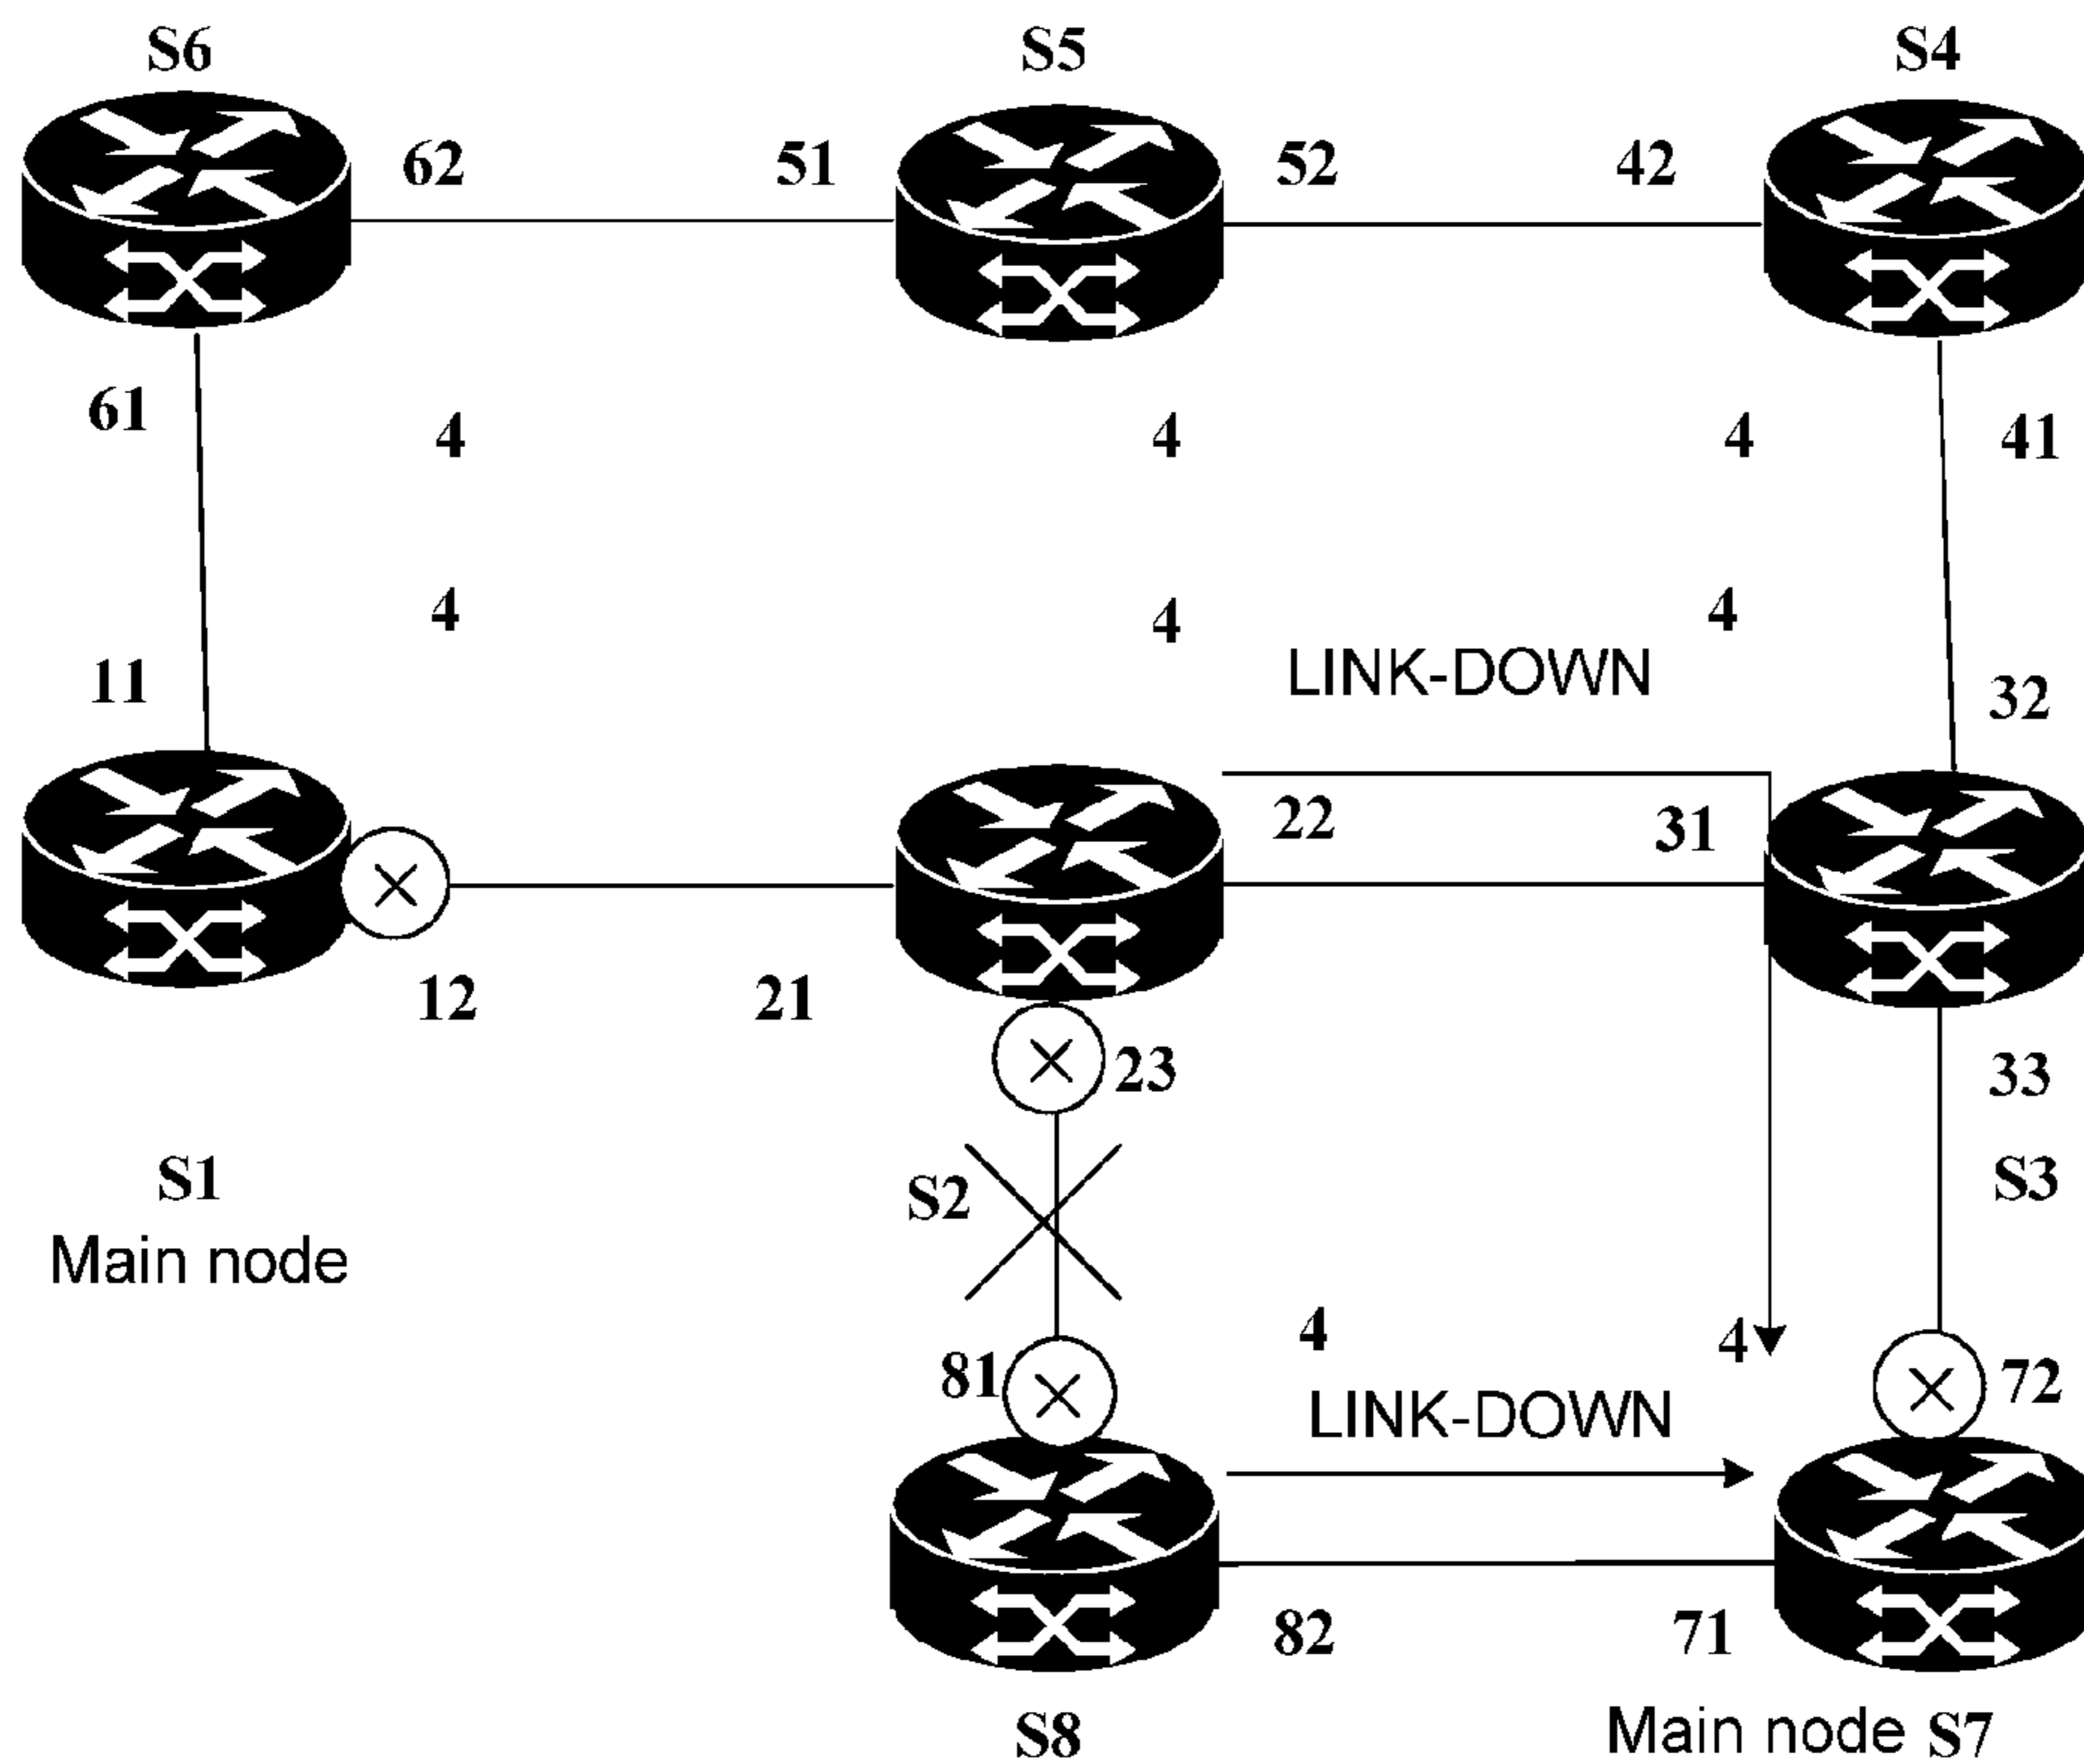 S6 S5 S4
62 51 52 42
61 4 4 4 41
4 4 4
11 LINK-DOWN 32
22 31
12 21
23 33
S1 S2 S3
Main node
4 4
81 72
LINK-DOWN
82 71
S8 Main node S7